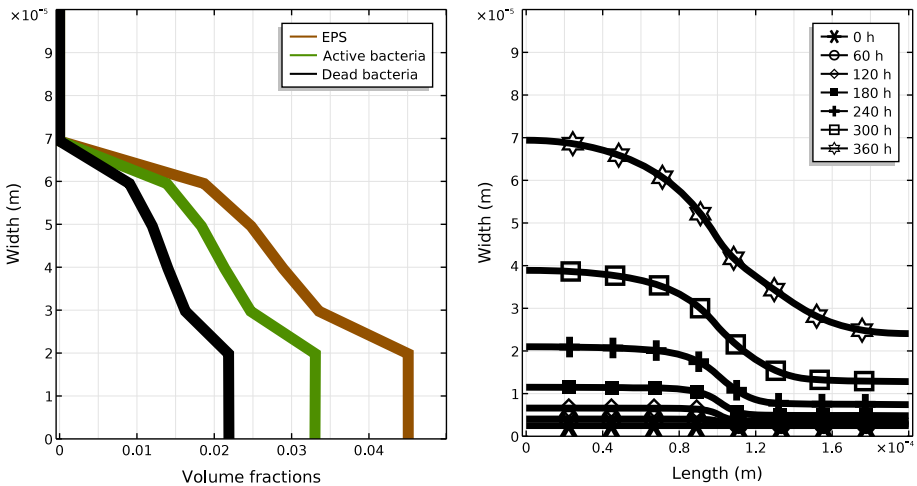 ×10⁻⁵
9
8
7
6
5
4
3
2
1
0
Width (m)
0
0.01
0.02
0.03
0.04
Volume fractions
EPS
Active bacteria
Dead bacteria
×10⁻⁵
9
8
7
6
5
4
3
2
1
0
Width (m)
0
0.4
0.8
1.2
1.6
×10⁻⁴
Length (m)
0 h
60 h
120 h
180 h
240 h
300 h
360 h